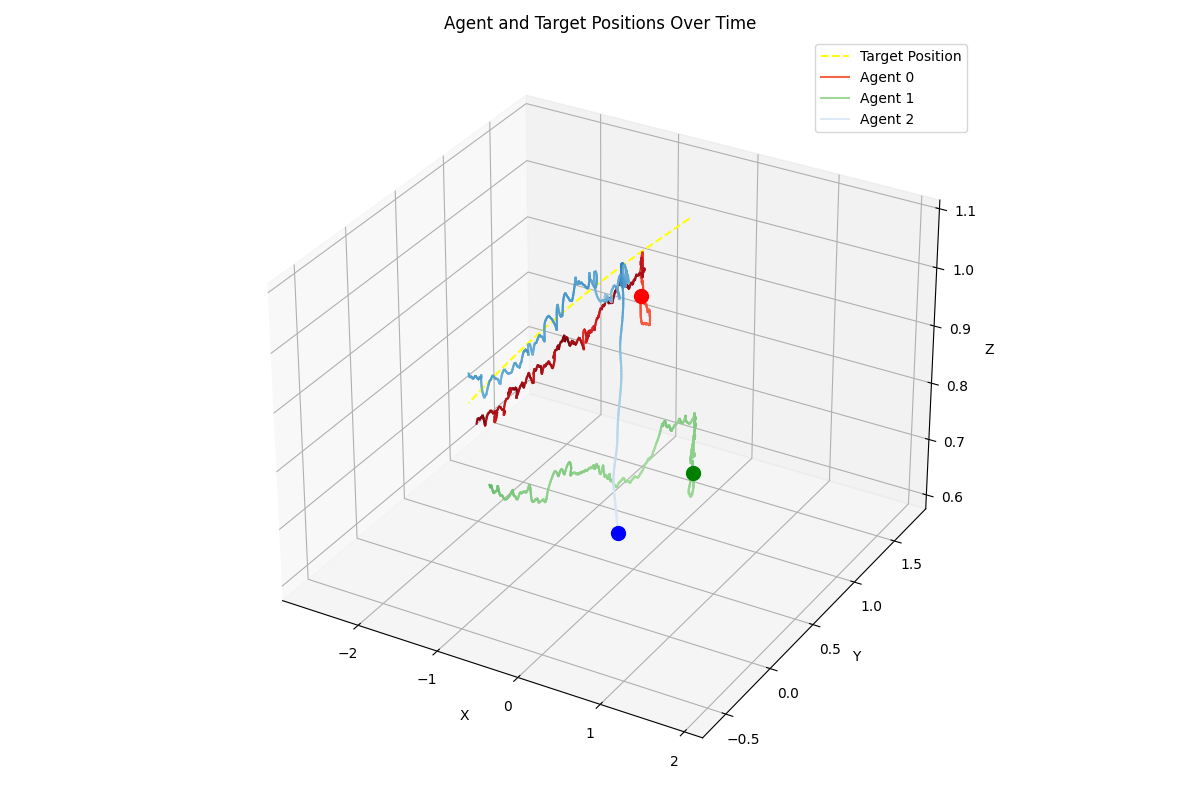 Agent and Target Positions Over Time
Target Position
Agent 0
Agent 1
Agent 2
1.1
1.0
0.9
Z
0.8
0.7
0.6
1.5
1.0
0.5
Y
0.0
−0.5
−2
−1
0
1
2
X